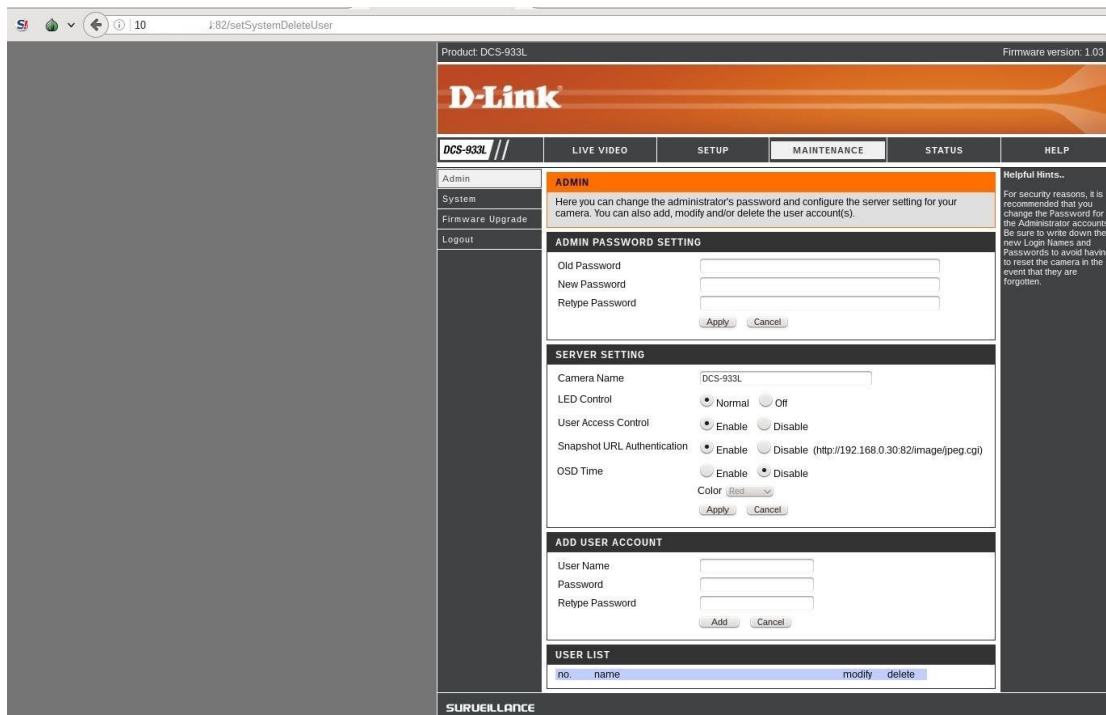 10
:82/setSystemDeleteUser
Product: DCS-933L
Firmware version: 1.03
D-Link
DCS-933L
LIVE VIDEO
SETUP
MAINTENANCE
STATUS
HELP
Admin
System
Firmware Upgrade
Logout
ADMIN
Here you can change the administrator's password and configure the server setting for your
camera. You can also add, modify and/or delete the user account(s).
ADMIN PASSWORD SETTING
Old Password
New Password
Retype Password
Apply Cancel
SERVER SETTING
Camera Name DCS-933L
LED Control Normal Off
User Access Control Enable Disable
Snapshot URL Authentication Enable Disable (http://192.168.0.30:82/image/jpeg.cgi)
OSD Time Enable Disable
Color Red
Apply Cancel
ADD USER ACCOUNT
User Name
Password
Retype Password
Add Cancel
USER LIST
no. name modify delete
Helpful Hints..
For security reasons, it is
recommended that you
change the Password for
the Administrator accounts
Be sure to write down the
new Login Names and
Passwords to avoid havin
to reset the camera in the
event that they are
forgotten.
SURVEILLANCE